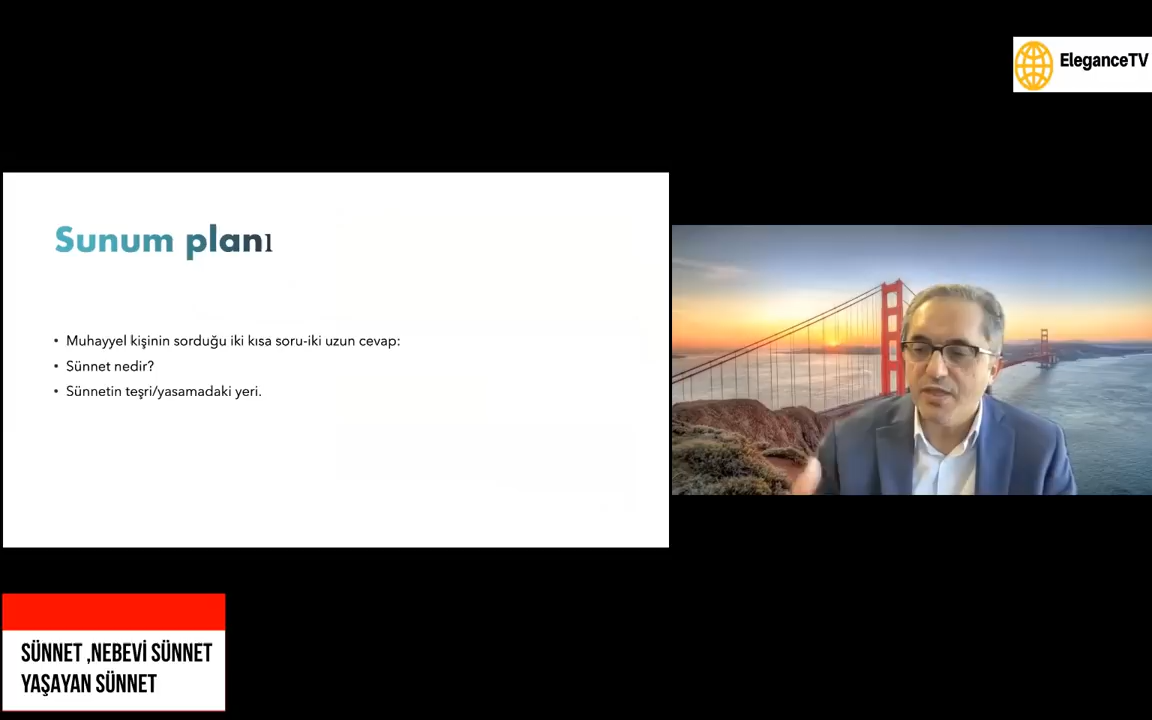 EleganceTV
Sunum planı
• Muhayyel kişinin sorduğu iki kısa soru-iki uzun cevap:
• Sünnet nedir?
• Sünnetin teşri/yasamadaki yeri.
SÜNNET ,NEBEVİ SÜNNET
YAŞAYAN SÜNNET